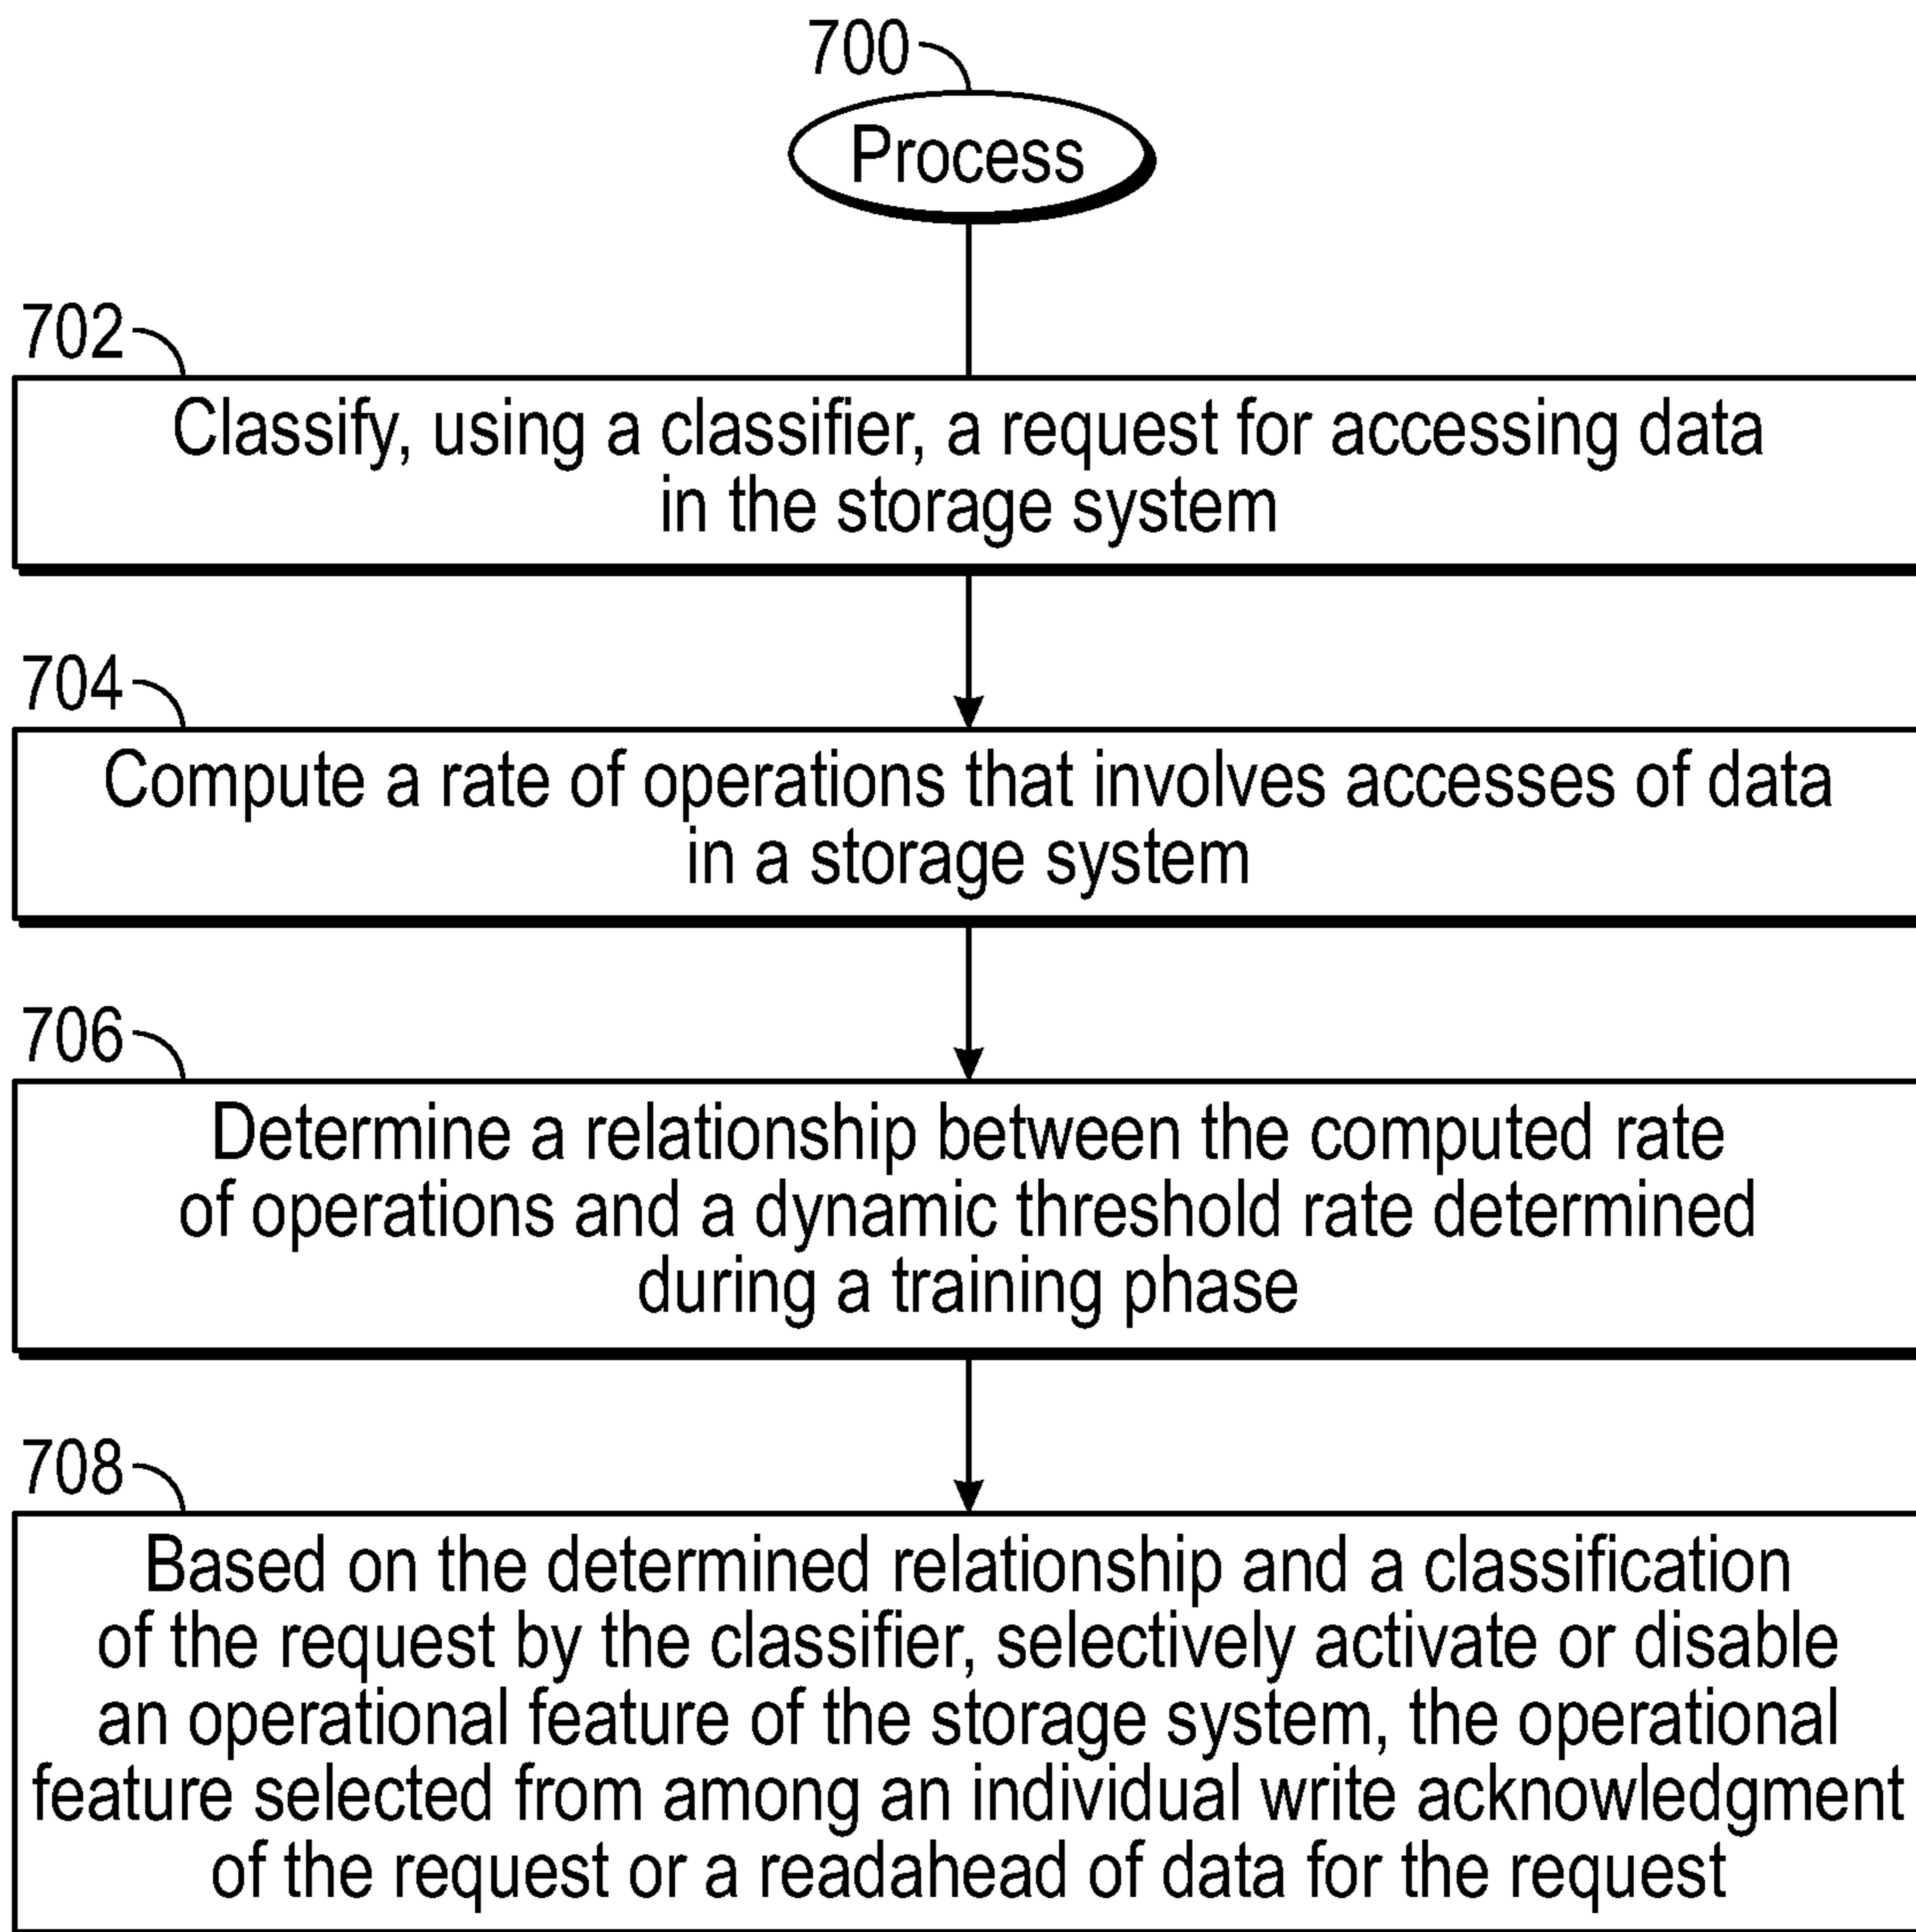 700
Process
702
Classify, using a classifier, a request for accessing data
in the storage system
704
Compute a rate of operations that involves accesses of data
in a storage system
706
Determine a relationship between the computed rate
of operations and a dynamic threshold rate determined
during a training phase
708
Based on the determined relationship and a classification
of the request by the classifier, selectively activate or disable
an operational feature of the storage system, the operational
feature selected from among an individual write acknowledgment
of the request or a readahead of data for the request